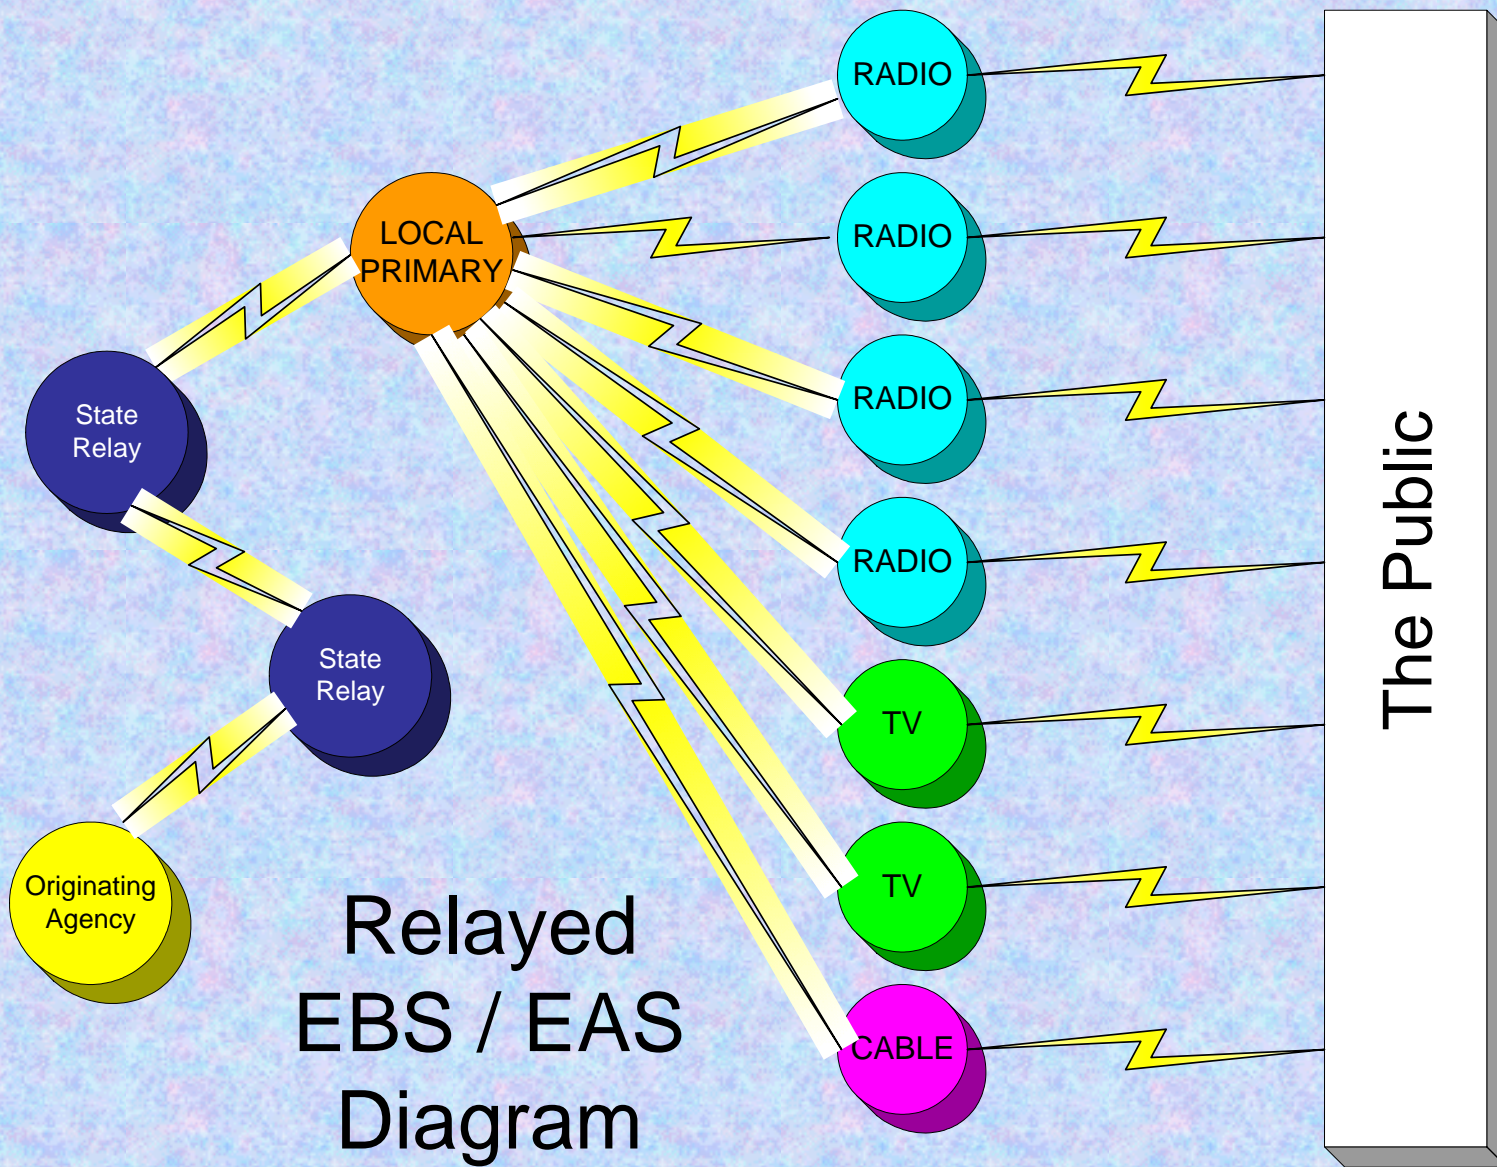 RADIO
LOCAL
PRIMARY
RADIO
State
Relay
RADIO
RADIO
State
Relay
TV
Originating
Agency
TV
CABLE
The Public
Relayed
EBS / EAS
Diagram